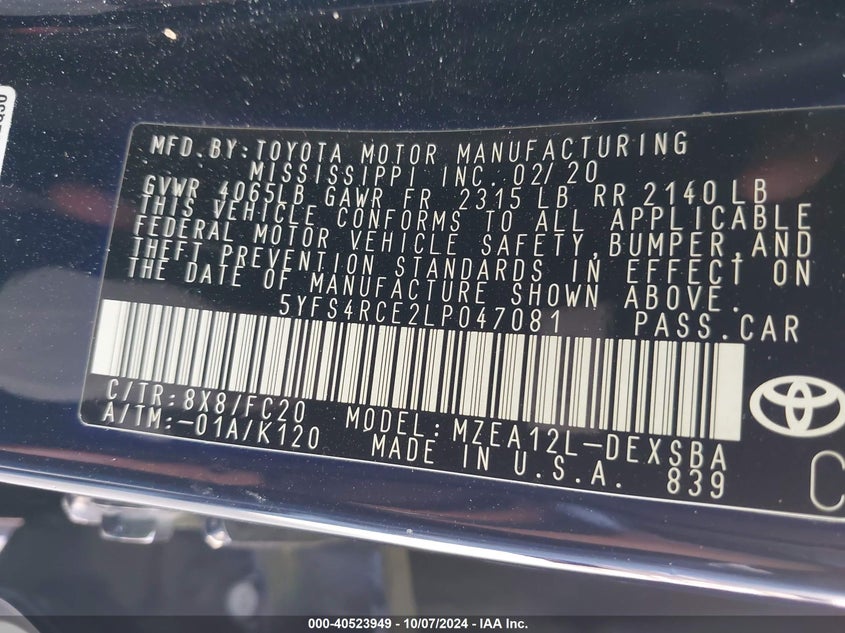 MFD.BY:TOYOTA MOTOR MANUFACTURING
MISSISSIPPI INC. 02/20
GVWR 4065LB GAWR FR 2315 LB RR 2140 LB
THIS VEHICLE CONFORMS TO ALL APPLICABLE
FEDERAL MOTOR VEHICLE SAFETY,BUMPER,AND
THEFT PREVENTION STANDARDS IN EFFECT ON
THE DATE OF MANUFACTURE SHOWN ABOVE.
5YFS4RCE2LP047081 PASS.CAR
C/TR:8X8/FC20 MODEL:MZEA12L-DEXSBA
A/TM:-01A/K120 MADE IN U.S.A. 839
C
000-40523949 - 10/07/2024 - IAA Inc.